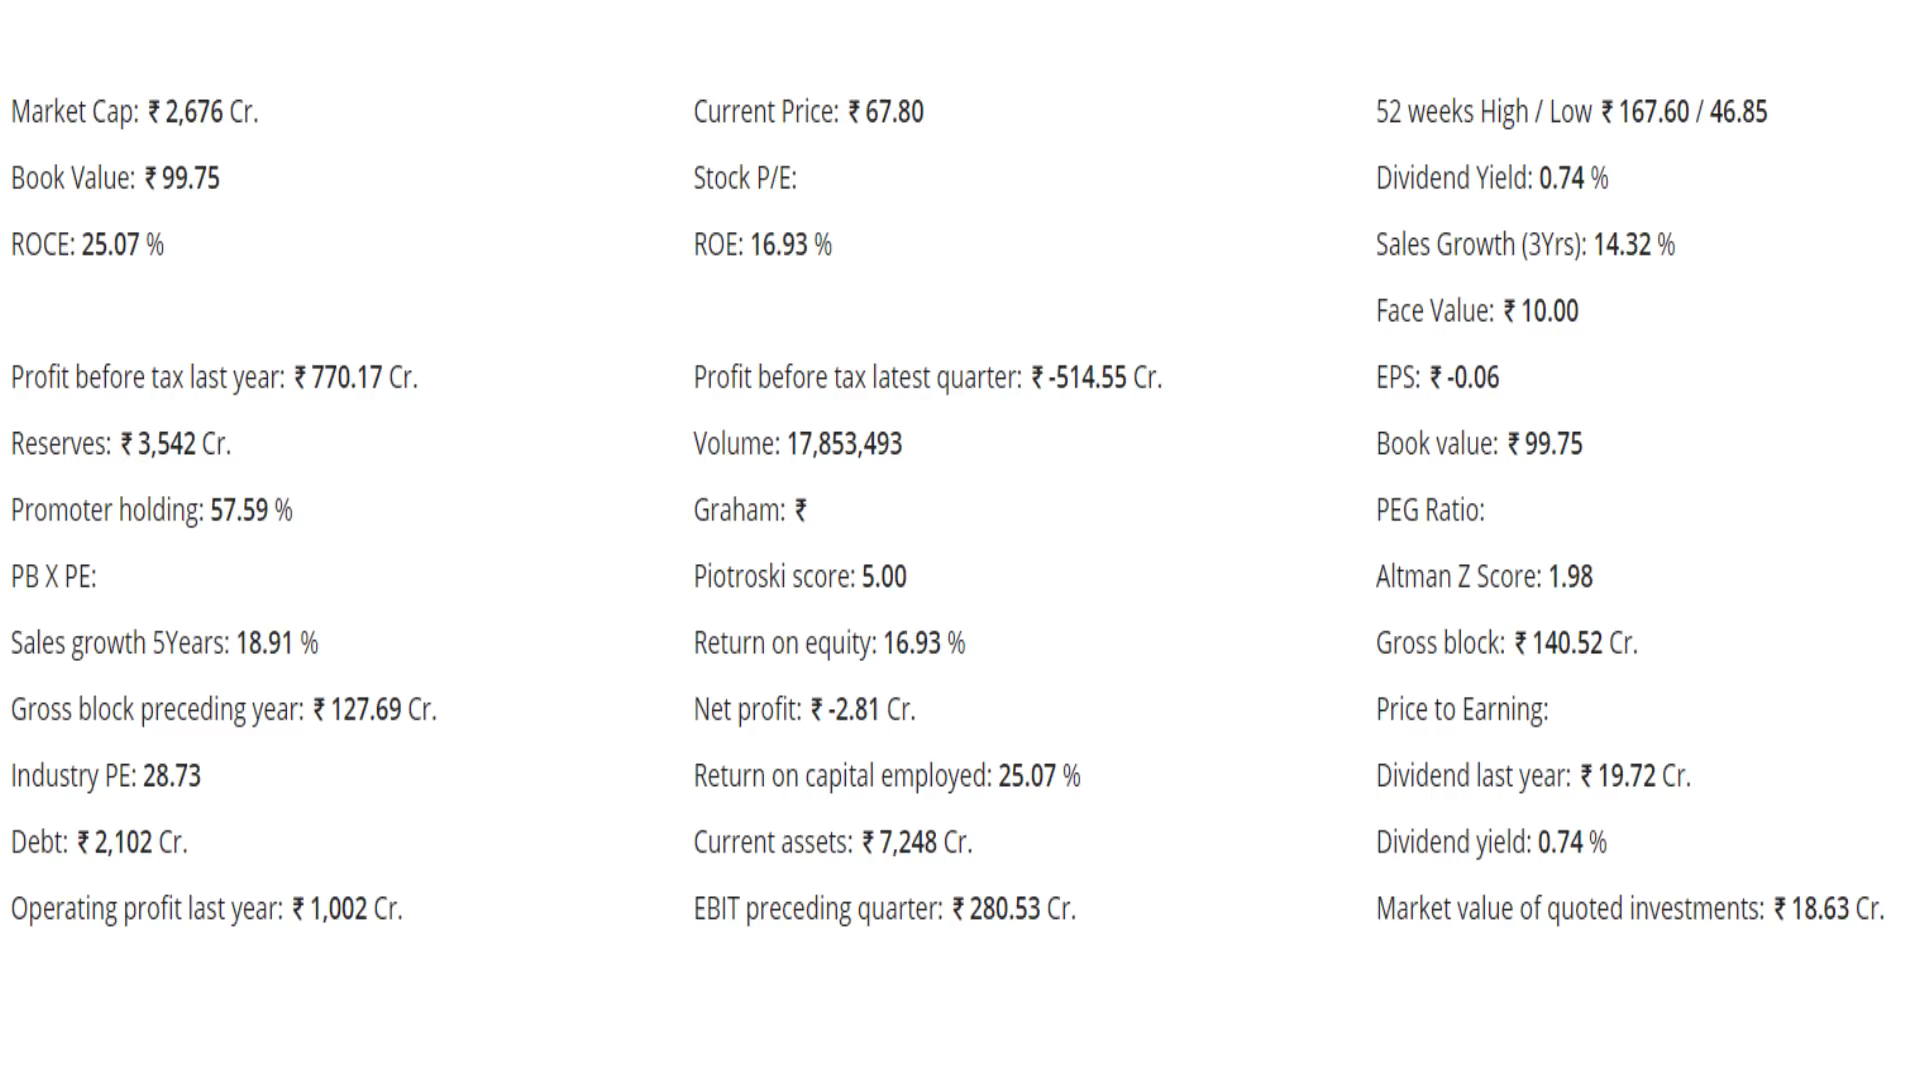 Market Cap: ₹ 2,676 Cr.
Current Price: ₹ 67.80
52 weeks High / Low ₹ 167.60 / 46.85
Book Value: ₹ 99.75
Stock P/E:
Dividend Yield: 0.74 %
ROCE: 25.07 %
ROE: 16.93 %
Sales Growth (3Yrs): 14.32 %
Face Value: ₹ 10.00
Profit before tax last year: ₹ 770.17 Cr.
Profit before tax latest quarter: ₹ -514.55 Cr.
EPS: ₹ -0.06
Reserves: ₹ 3,542 Cr.
Volume: 17,853,493
Book value: ₹ 99.75
Promoter holding: 57.59 %
Graham: ₹
PEG Ratio:
PB X PE:
Piotroski score: 5.00
Altman Z Score: 1.98
Sales growth 5Years: 18.91 %
Return on equity: 16.93 %
Gross block: ₹ 140.52 Cr.
Gross block preceding year: ₹ 127.69 Cr.
Net profit: ₹ -2.81 Cr.
Price to Earning:
Industry PE: 28.73
Return on capital employed: 25.07 %
Dividend last year: ₹ 19.72 Cr.
Debt: ₹ 2,102 Cr.
Current assets: ₹ 7,248 Cr.
Dividend yield: 0.74 %
Operating profit last year: ₹ 1,002 Cr.
EBIT preceding quarter: ₹ 280.53 Cr.
Market value of quoted investments: ₹ 18.63 Cr.